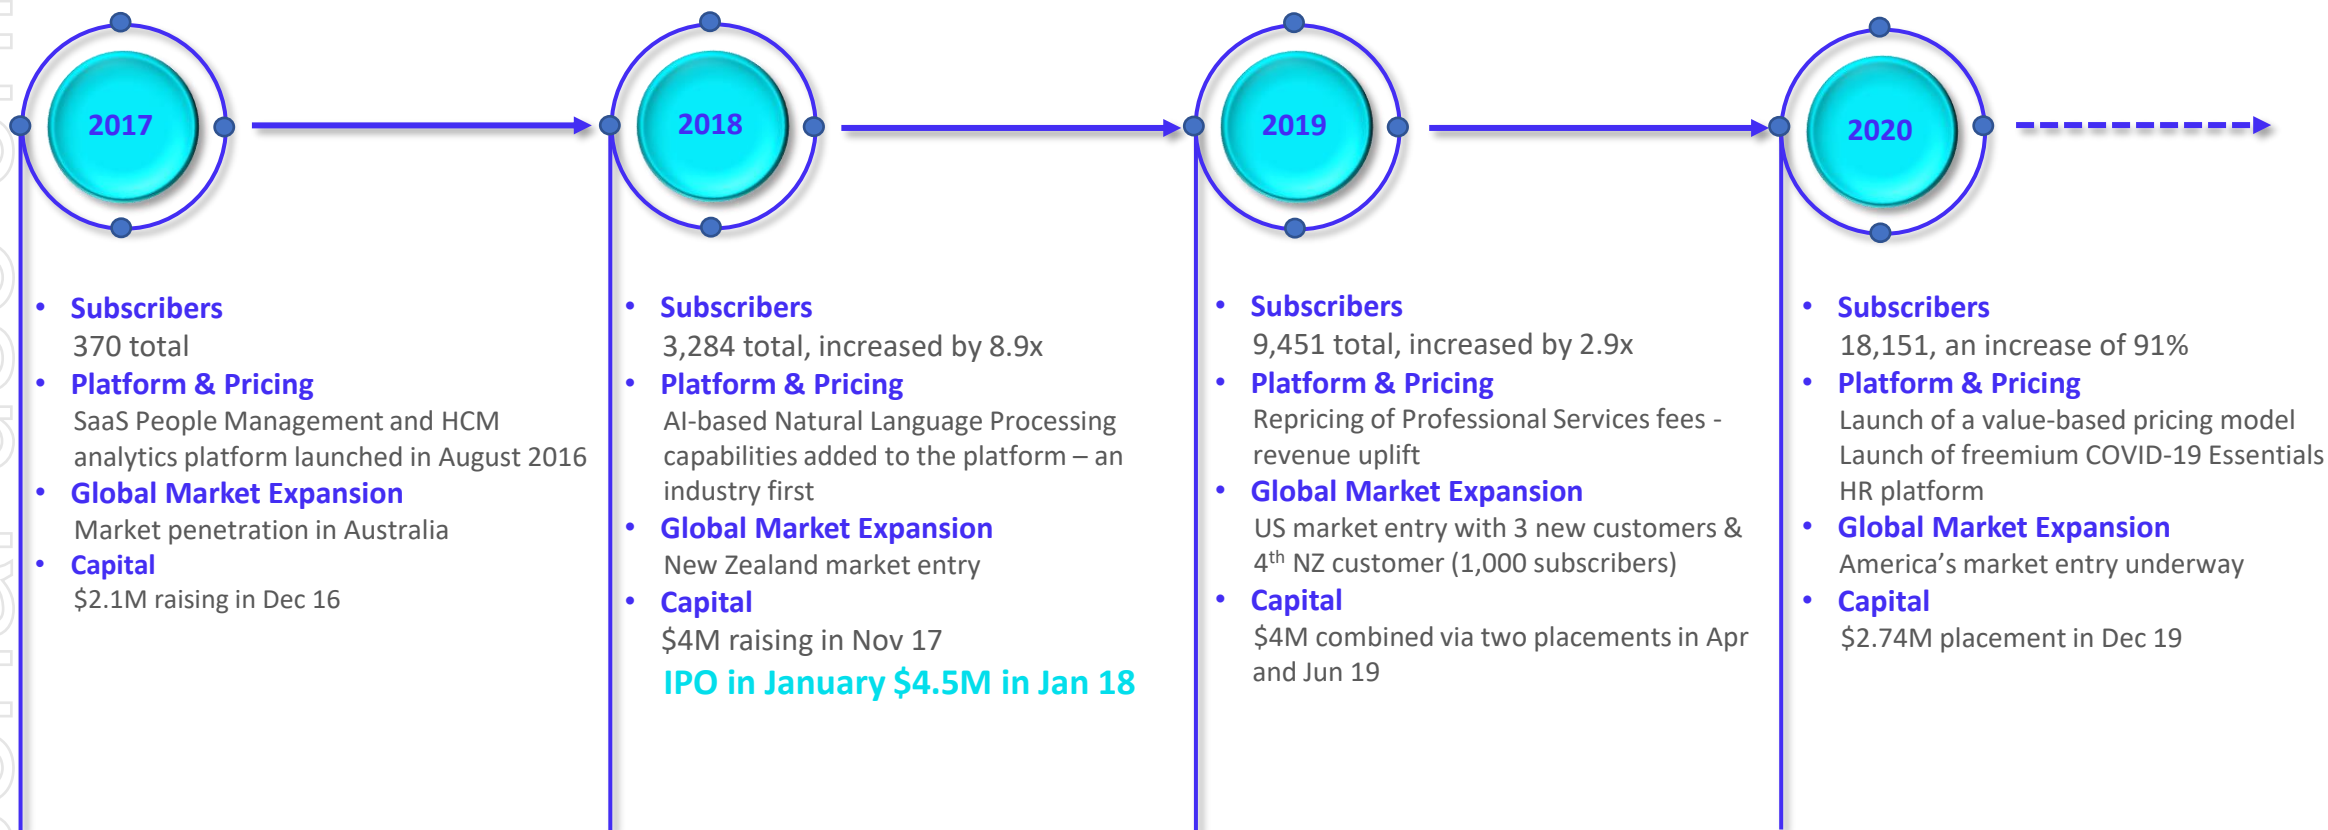 2017
• Subscribers
370 total
• Platform & Pricing
SaaS People Management and HCM
analytics platform launched in August 2016
• Global Market Expansion
Market penetration in Australia
• Capital
$2.1M raising in Dec 16
2018
• Subscribers
3,284 total, increased by 8.9x
• Platform & Pricing
AI-based Natural Language Processing
capabilities added to the platform – an
industry first
• Global Market Expansion
New Zealand market entry
• Capital
$4M raising in Nov 17
IPO in January $4.5M in Jan 18
2019
• Subscribers
9,451 total, increased by 2.9x
• Platform & Pricing
Repricing of Professional Services fees -
revenue uplift
• Global Market Expansion
US market entry with 3 new customers &
4th NZ customer (1,000 subscribers)
• Capital
$4M combined via two placements in Apr
and Jun 19
2020
• Subscribers
18,151, an increase of 91%
• Platform & Pricing
Launch of a value-based pricing model
Launch of freemium COVID-19 Essentials
HR platform
• Global Market Expansion
America’s market entry underway
• Capital
$2.74M placement in Dec 19